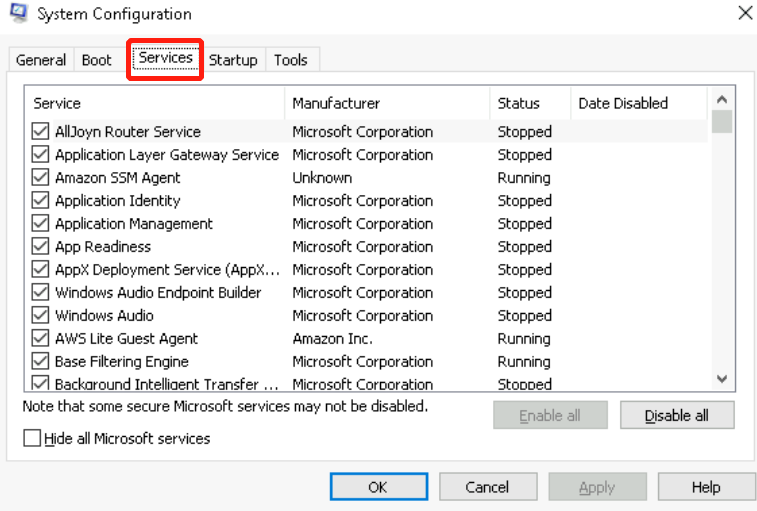 System Configuration
General Boot Services Startup Tools
Service Manufacturer Status Date Disabled
AllJoyn Router Service Microsoft Corporation Stopped
Application Layer Gateway Service Microsoft Corporation Stopped
Amazon SSM Agent Unknown Running
Application Identity Microsoft Corporation Stopped
Application Management Microsoft Corporation Stopped
App Readiness Microsoft Corporation Stopped
AppX Deployment Service (AppX... Microsoft Corporation Stopped
Windows Audio Endpoint Builder Microsoft Corporation Stopped
Windows Audio Microsoft Corporation Stopped
AWS Lite Guest Agent Amazon Inc. Running
Base Filtering Engine Microsoft Corporation Running
Background Intelligent Transfer ... Microsoft Corporation Stopped
Note that some secure Microsoft services may not be disabled.
Enable all Disable all
Hide all Microsoft services
OK Cancel Apply Help